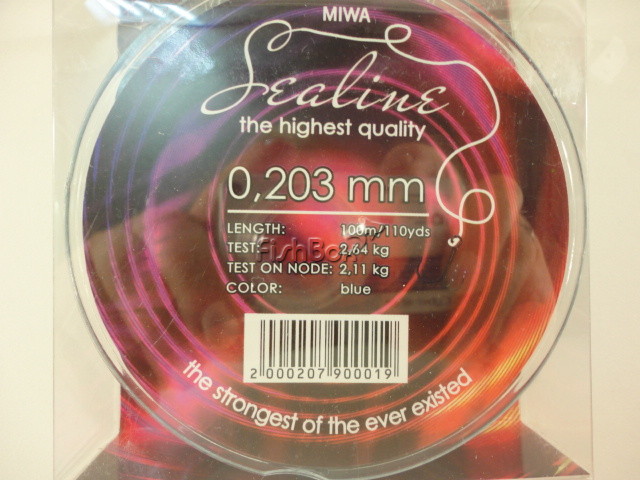 MIWA
Sealine
the highest quality
0,203 mm
LENGTH: 100m/110yds
TEST: 2,64 kg
TEST ON NODE: 2,11 kg
COLOR: blue
2 000207 900019
the strongest of the ever existed